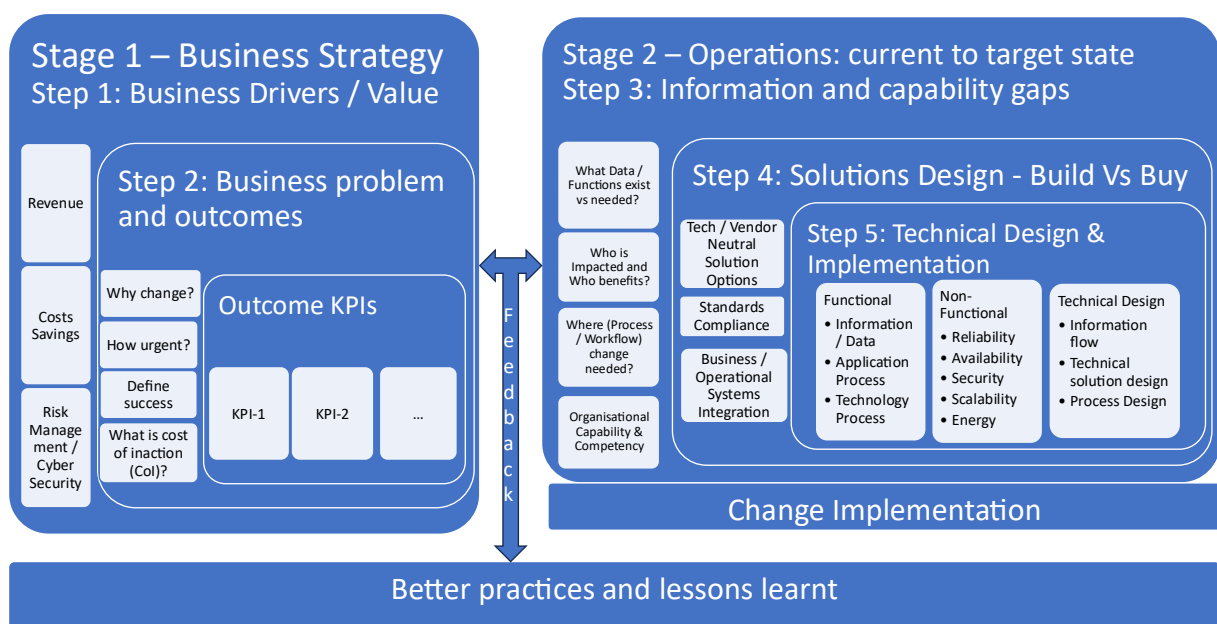 Stage 1 – Business Strategy
Step 1: Business Drivers / Value
Revenue
Costs
Savings
Risk
Manage
ment /
Cyber
Security
Step 2: Business problem
and outcomes
Why change?
How urgent?
Define
success
What is cost
of inaction
(CoI)?
Outcome KPIs
KPI-1
KPI-2
...
Feedback
Stage 2 – Operations: current to target state
Step 3: Information and capability gaps
What Data /
Functions exist
vs needed?
Who is
Impacted and
Who benefits?
Where (Process
/ Workflow)
change
needed?
Organisational
Capability &
Competency
Step 4: Solutions Design - Build Vs Buy
Tech / Vendor
Neutral
Solution
Options
Standards
Compliance
Business /
Operational
Systems
Integration
Step 5: Technical Design &
Implementation
Functional
• Information
/ Data
• Application
Process
• Technology
Process
Non-
Functional
• Reliability
• Availability
• Security
• Scalability
• Energy
Technical Design
• Information
flow
• Technical
solution design
• Process Design
Change Implementation
Better practices and lessons learnt